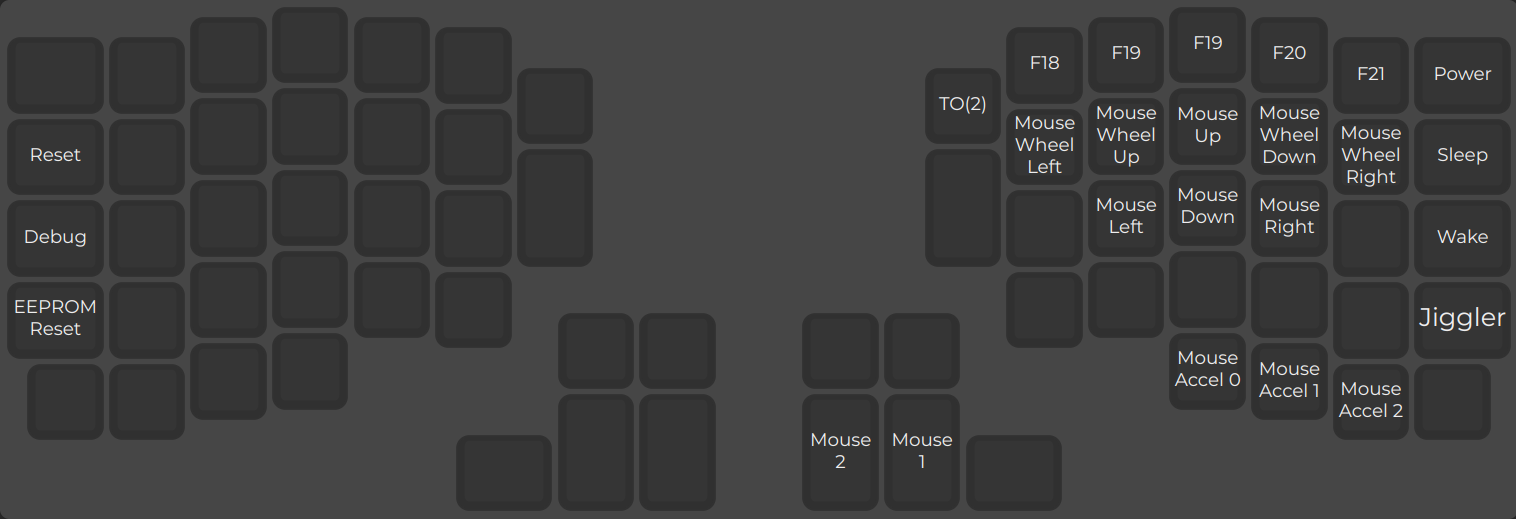 F18
F19
F19
F20
F21
Power
TO(2)
Mouse
Wheel
Left
Mouse
Wheel
Up
Mouse
Up
Mouse
Wheel
Down
Mouse
Wheel
Right
Sleep
Reset
Mouse
Left
Mouse
Down
Mouse
Right
Wake
Debug
EEPROM
Reset
Jiggler
Mouse
Accel 0
Mouse
Accel 1
Mouse
Accel 2
Mouse
2
Mouse
1